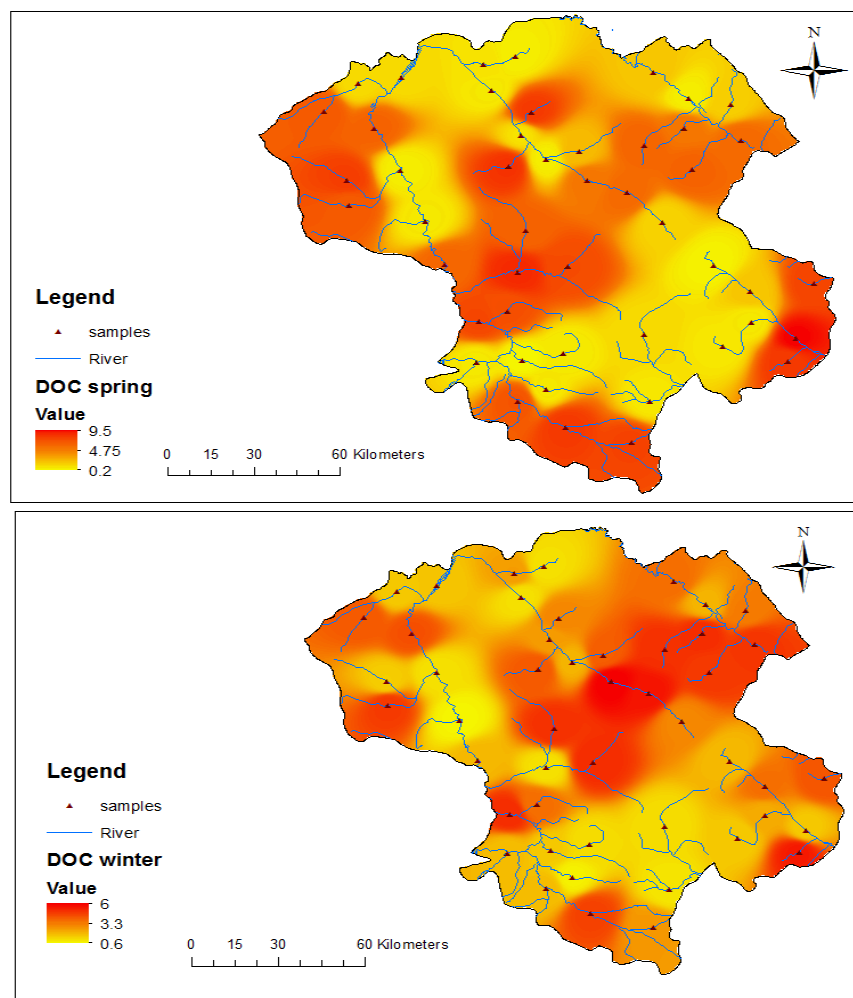 N
Legend
samples
River
DOC spring
Value
9.5
4.75
0.2
0 15 30 60 Kilometers
N
Legend
samples
River
DOC winter
Value
6
3.3
0.6
0 15 30 60 Kilometers